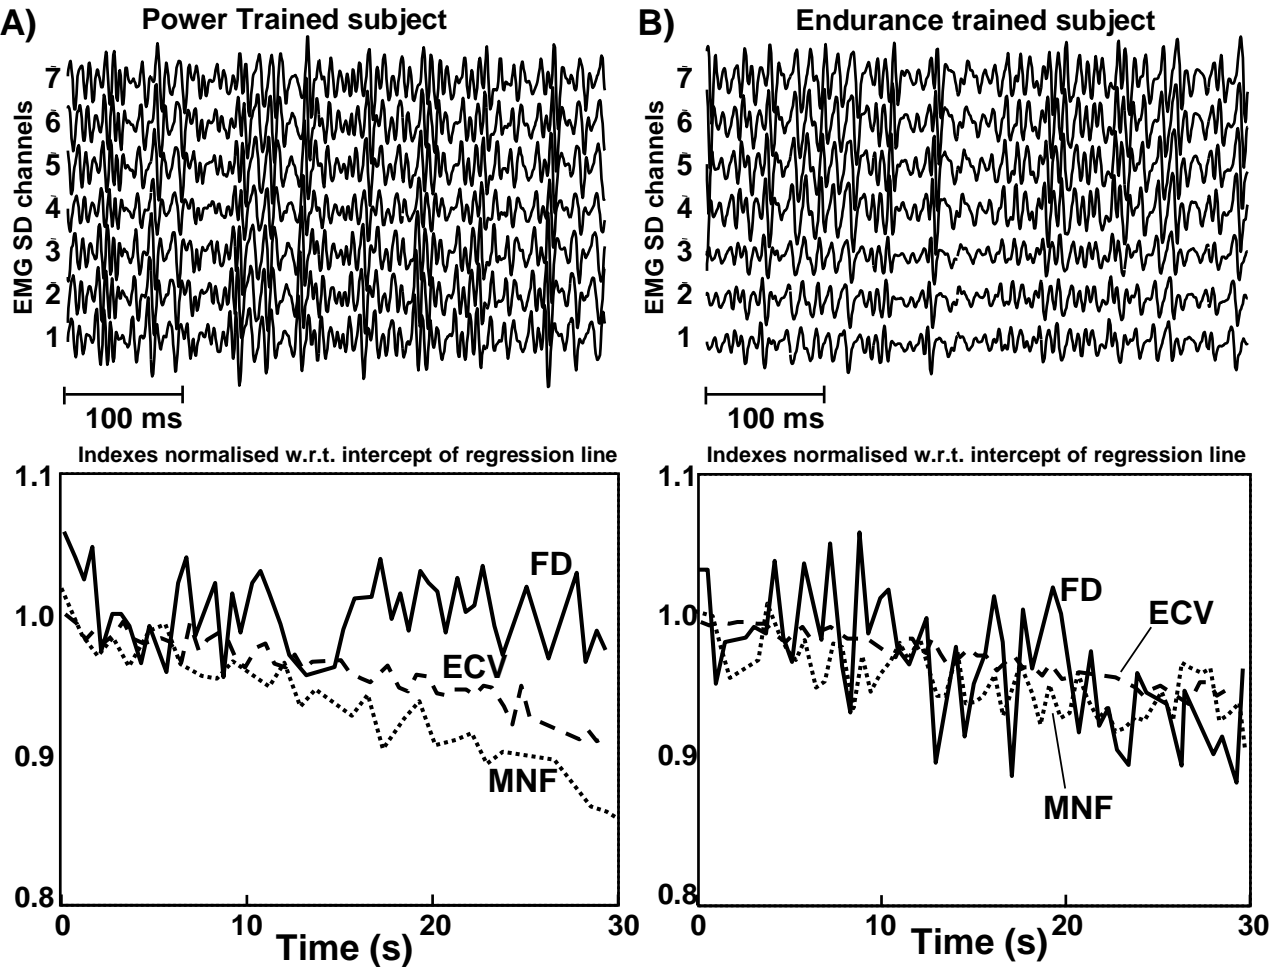 A)
Power Trained subject
EMG SD channels
7
6
5
4
3
2
1
100 ms
Indexes normalised w.r.t. intercept of regression line
1.1
1.0
0.9
0.8
FD
ECV
MNF
0
10
20
30
Time (s)
B)
Endurance trained subject
EMG SD channels
7
6
5
4
3
2
1
100 ms
Indexes normalised w.r.t. intercept of regression line
1.1
1.0
0.9
0.8
FD
ECV
MNF
0
10
20
30
Time (s)